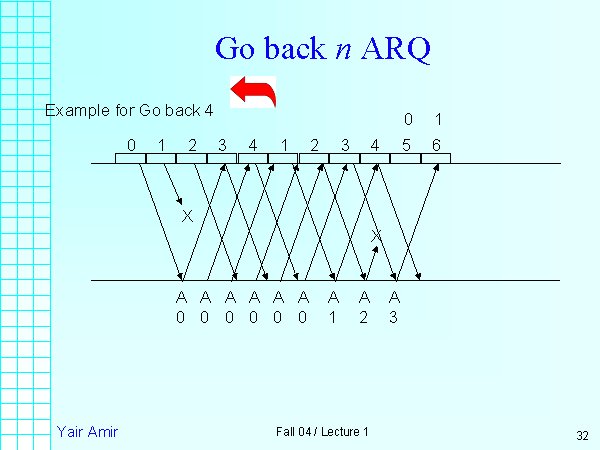 Go back n ARQ
Example for Go back 4
0 1
0 1 2 3 4 1 2 3 4 5 6
X
X
A A A A A A A A A
0 0 0 0 0 0 1 2 3
Yair Amir
Fall 04 / Lecture 1
32